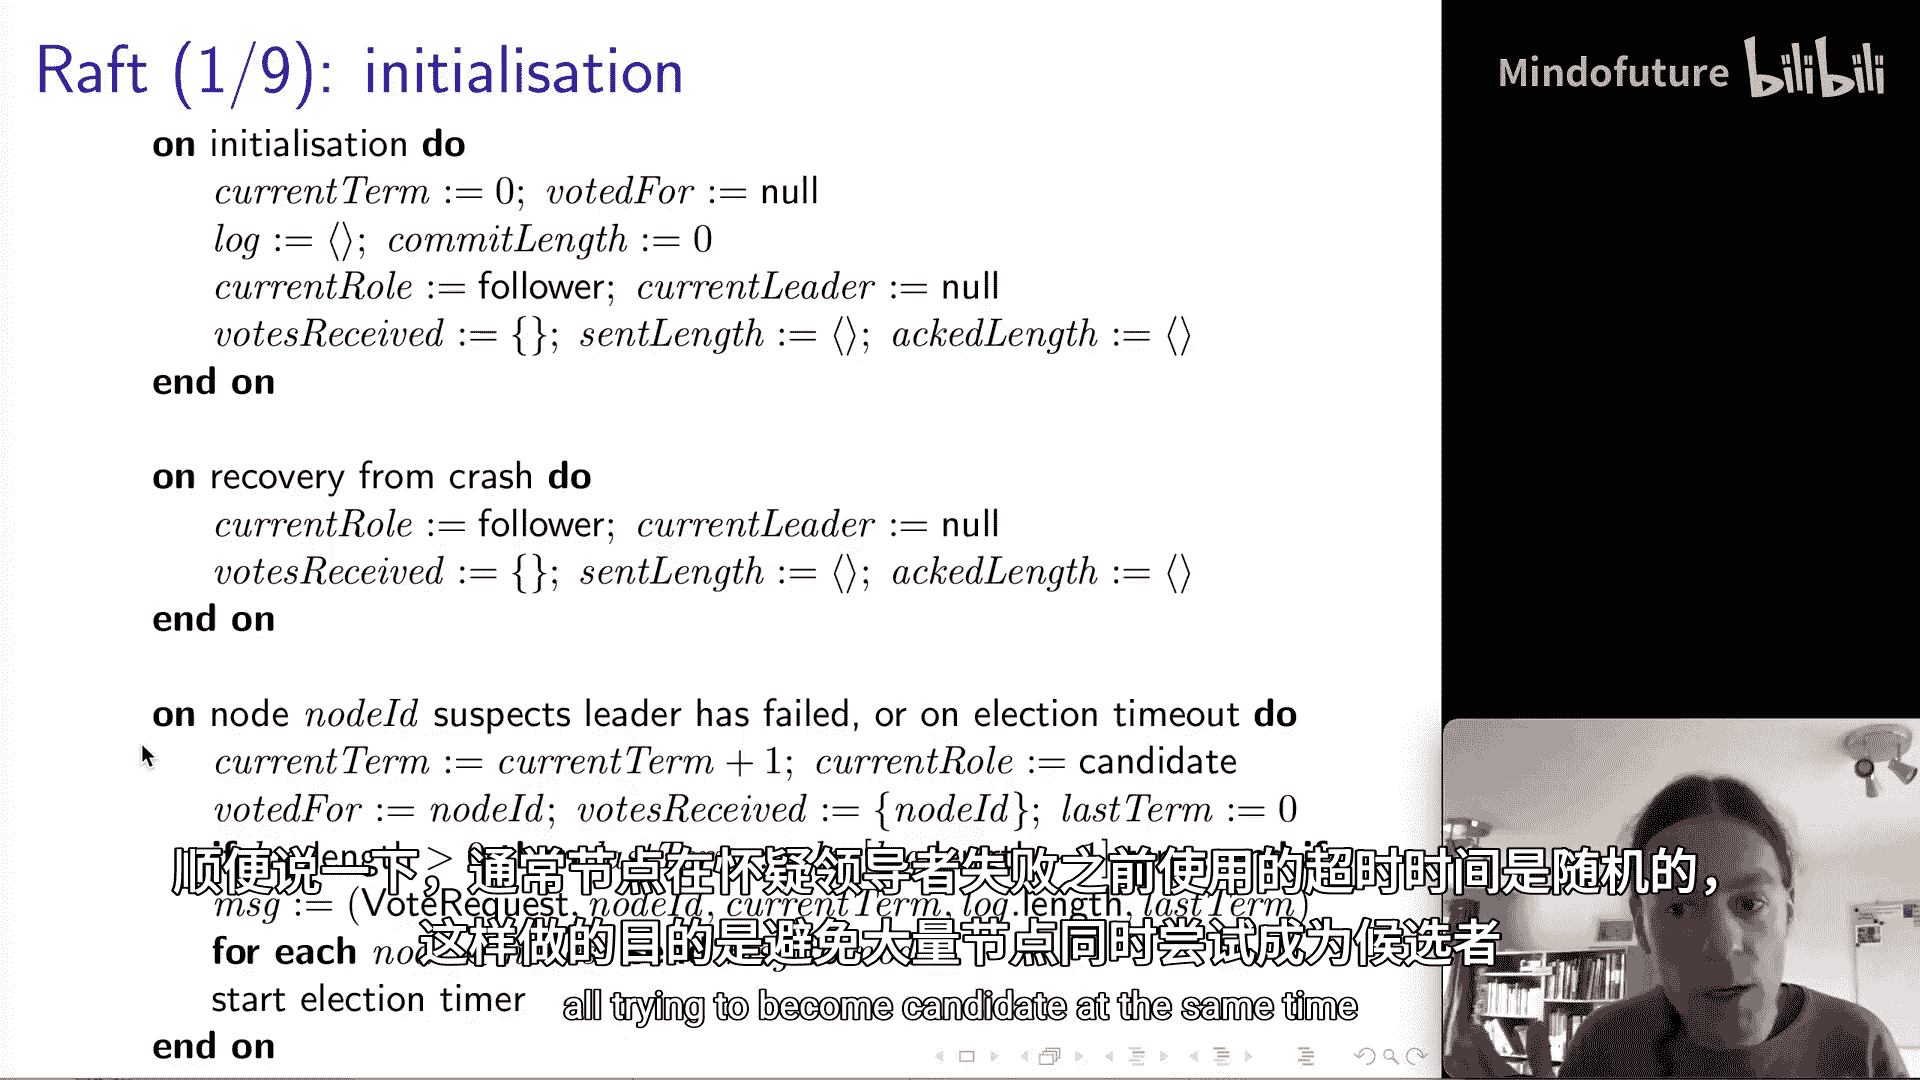 Raft (1/9): initialisation
Mindofuture bilibili
on initialisation do
currentTerm := 0; votedFor := null
log := ⟨⟩; commitLength := 0
currentRole := follower; currentLeader := null
votesReceived := {}; sentLength := ⟨⟩; ackedLength := ⟨⟩
end on
on recovery from crash do
currentRole := follower; currentLeader := null
votesReceived := {}; sentLength := ⟨⟩; ackedLength := ⟨⟩
end on
on node nodeId suspects leader has failed, or on election timeout do
currentTerm := currentTerm + 1; currentRole := candidate
votedFor := nodeId; votesReceived := {nodeId}; lastTerm := 0
顺便说一下，通常节点在怀疑领导者失败之前使用的超时时间是随机的，
msg := (VoteRequest, nodeId, currentTerm, log.length, lastTerm)
这样做的目的是避免大量节点同时尝试成为候选者
for each
start election timer
all trying to become candidate at the same time
end on